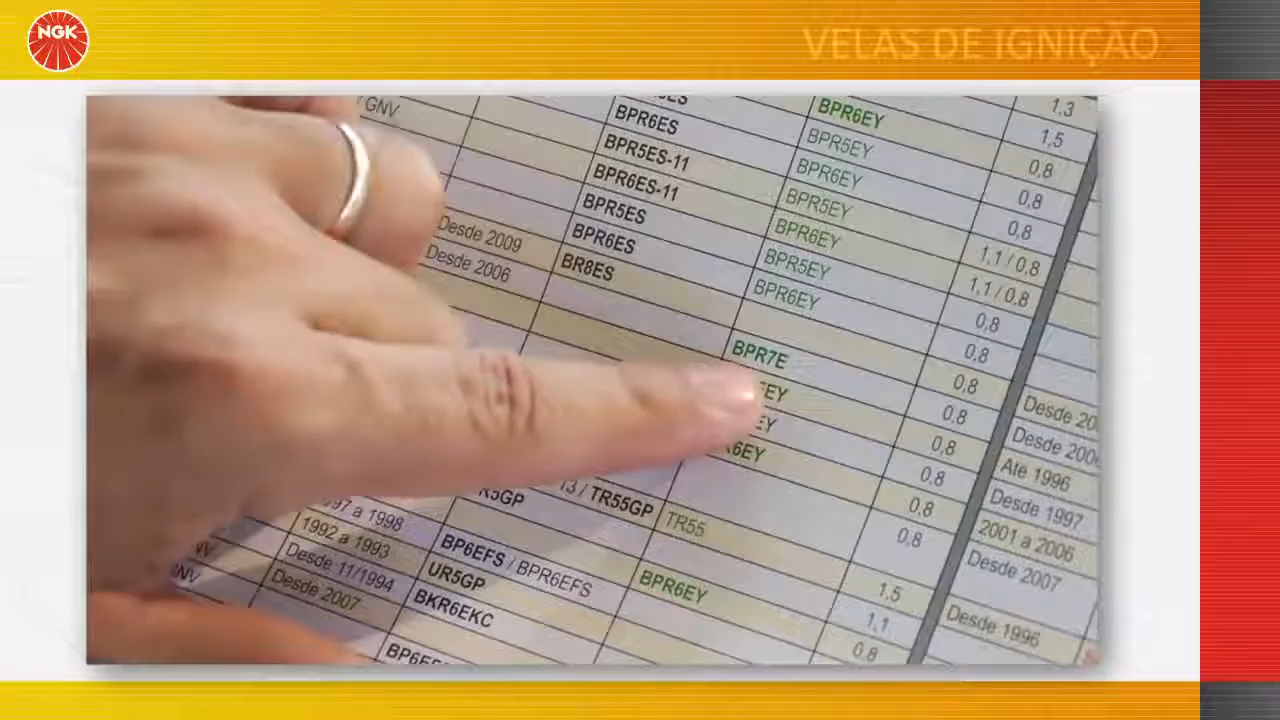 NGK
VELAS DE IGNIÇÃO
/ GNV
BPR6EY
1,3
BPR6ES
BPR5EY
1,5
BPR5ES-11
BPR6EY
0,8
BPR6ES-11
BPR5EY
0,8
BPR5ES
BPR6EY
0,8
Desde 2009
BPR6ES
BPR5EY
1,1 / 0,8
Desde 2006
BR8ES
BPR6EY
1,1 / 0,8
0,8
BPR7E
0,8
0,8
0,8
0,8
0,8
0,8
0,8
Desde 2006
Até 1996
Desde 1997
2001 a 2006
Desde 2007
Desde 1996
/ TR55GP
TR55
1,5
a 1998
BP6EFS / BPR6EFS
BPR6EY
1,1
1992 a 1993
UR5GP
0,8
Desde 11/1994
BKR6EKC
Desde 2007